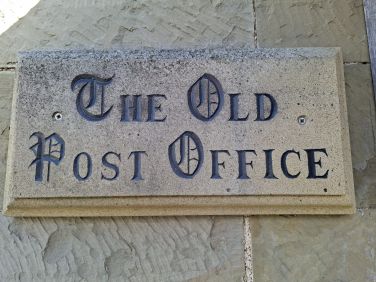 The Old
Post Office